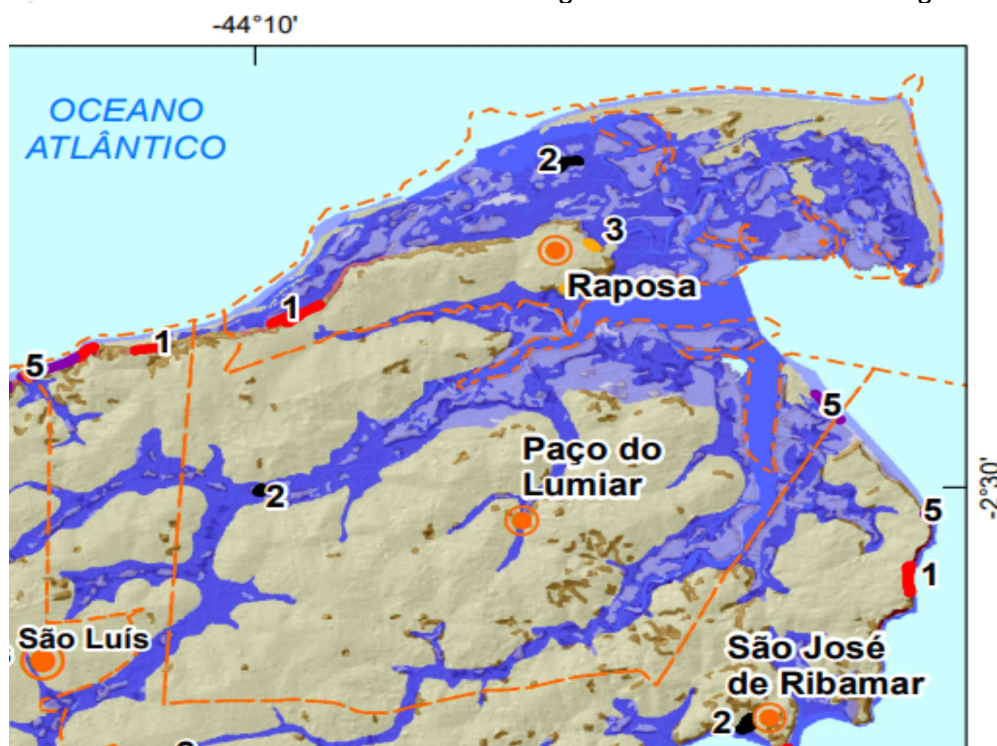 -44°10'
OCEANO
ATLÂNTICO
2
3
Raposa
1
1
5
5
Paço do
Lumiar
2
-2°30'
5
1
São Luís
São José
de Ribamar
2